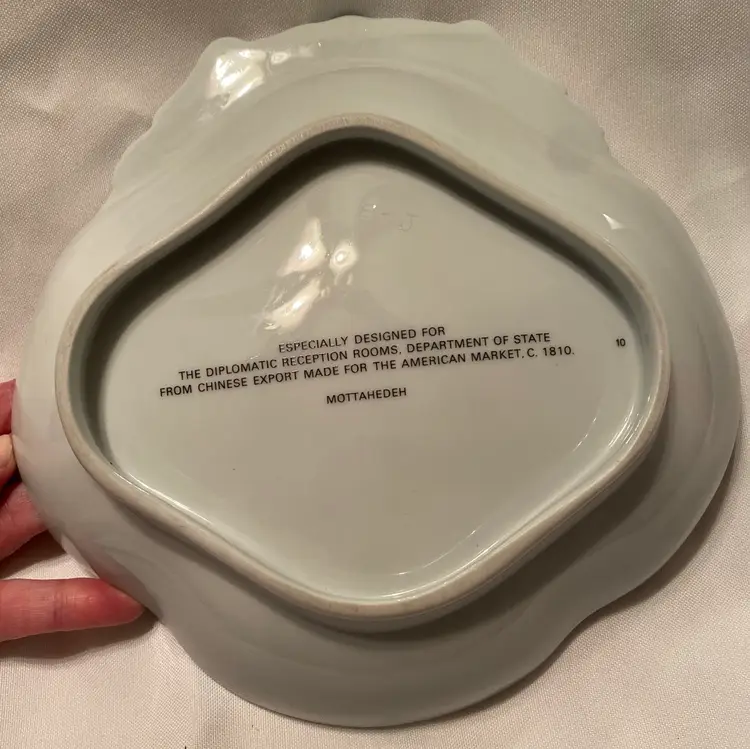 ESPECIALLY DESIGNED FOR
THE DIPLOMATIC RECEPTION ROOMS, DEPARTMENT OF STATE
FROM CHINESE EXPORT MADE FOR THE AMERICAN MARKET, C. 1810.
MOTTAHEDEH
10